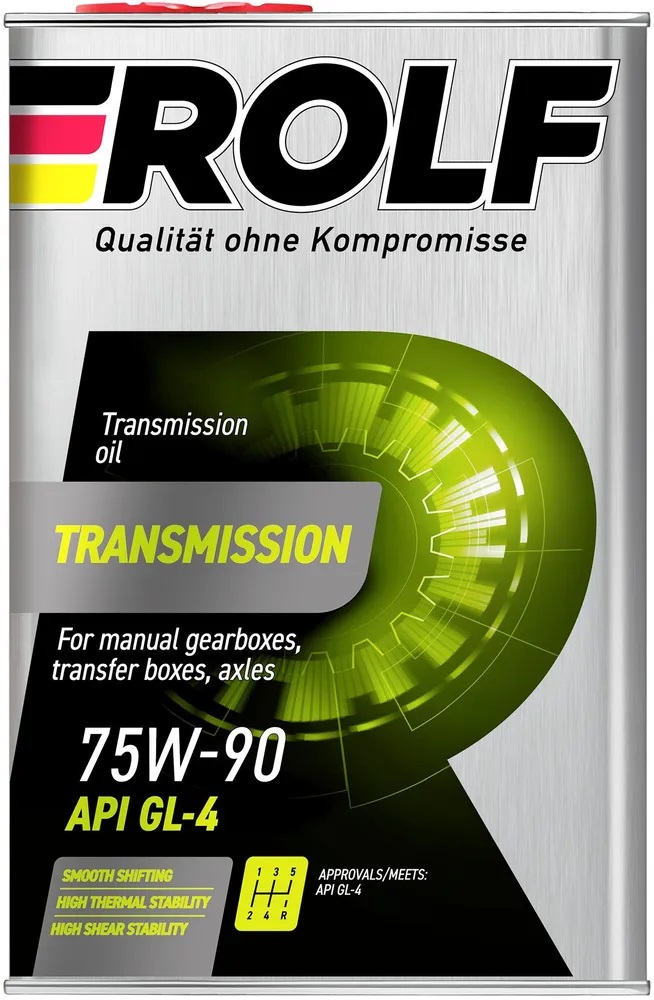 ROLF
Qualität ohne Kompromisse
Transmission
oil
TRANSMISSION
For manual gearboxes,
transfer boxes, axles
75W-90
API GL-4
SMOOTH SHIFTING
HIGH THERMAL STABILITY
HIGH SHEAR STABILITY
1 3 5
2 4 R
APPROVALS/MEETS:
API GL-4